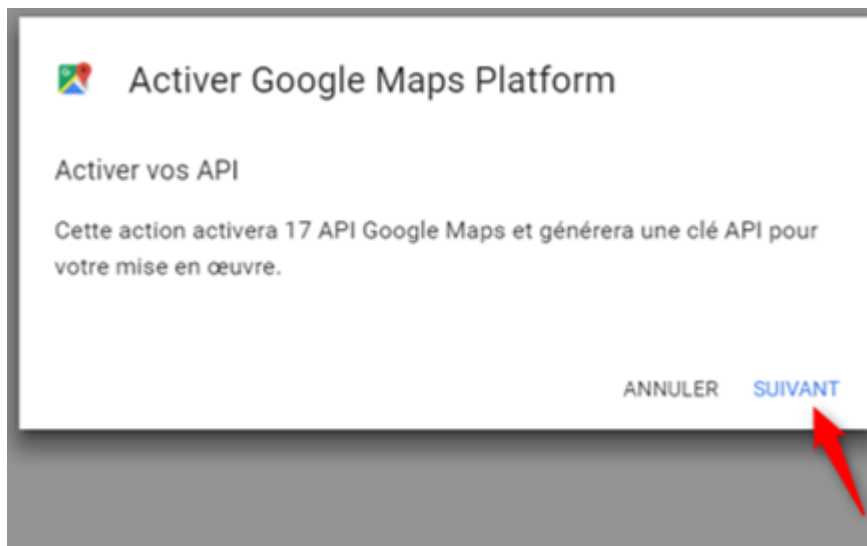 Activer Google Maps Platform
Activer vos API
Cette action activera 17 API Google Maps et générera une clé API pour
votre mise en œuvre.
ANNULER SUIVANT